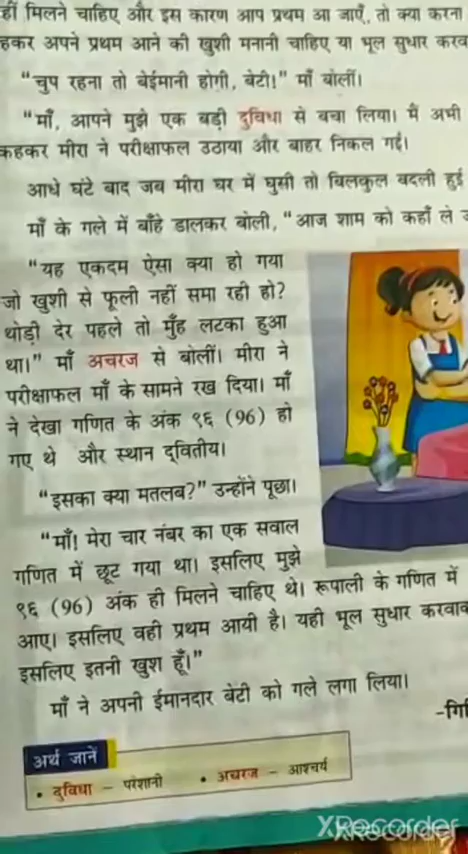 मिलने चाहिए और इस कारण आप प्रथम आ जाएँ, तो क्या करना
कहकर अपने प्रथम आने की खुशी मनानी चाहिए या भूल सुधार
“चुप रहना तो बेईमानी होगी, बेटी!” माँ बोलीं।
“माँ, आपने मुझे एक बड़ी दुविधा से बचा लिया। मैं अभी
कहकर मीरा ने परीक्षाफल उठाया और बाहर निकल गई।
आधे घंटे बाद जब मीरा घर में घुसी तो बिलकुल बदली हुई
माँ के गले में बाँहें डालकर बोली, “आज शाम को कहाँ ले
“यह एकदम ऐसा क्या हो गया
जो खुशी से फूली नहीं समा रही हो?
थोड़ी देर पहले तो मुँह लटका हुआ
था।” माँ अचरज से बोलीं। मीरा ने
परीक्षाफल माँ के सामने रख दिया। माँ
ने देखा गणित के अंक ९६ (96) हो
गए थे और स्थान द्वितीय।
“इसका क्या मतलब?” उन्होंने पूछा।
“माँ! मेरा चार नंबर का एक सवाल
गणित में छूट गया था। इसलिए मुझे
९६ (96) अंक ही मिलने चाहिए थे। रूपाली के गणित में
आए। इसलिए वही प्रथम आयी है। यही भूल सुधार
इसलिए इतनी खुश हूँ।”
माँ ने अपनी ईमानदार बेटी को गले लगा लिया।
अर्थ जानें
• दुविधा – परेशानी • अचरज – आश्चर्य
XRecorder